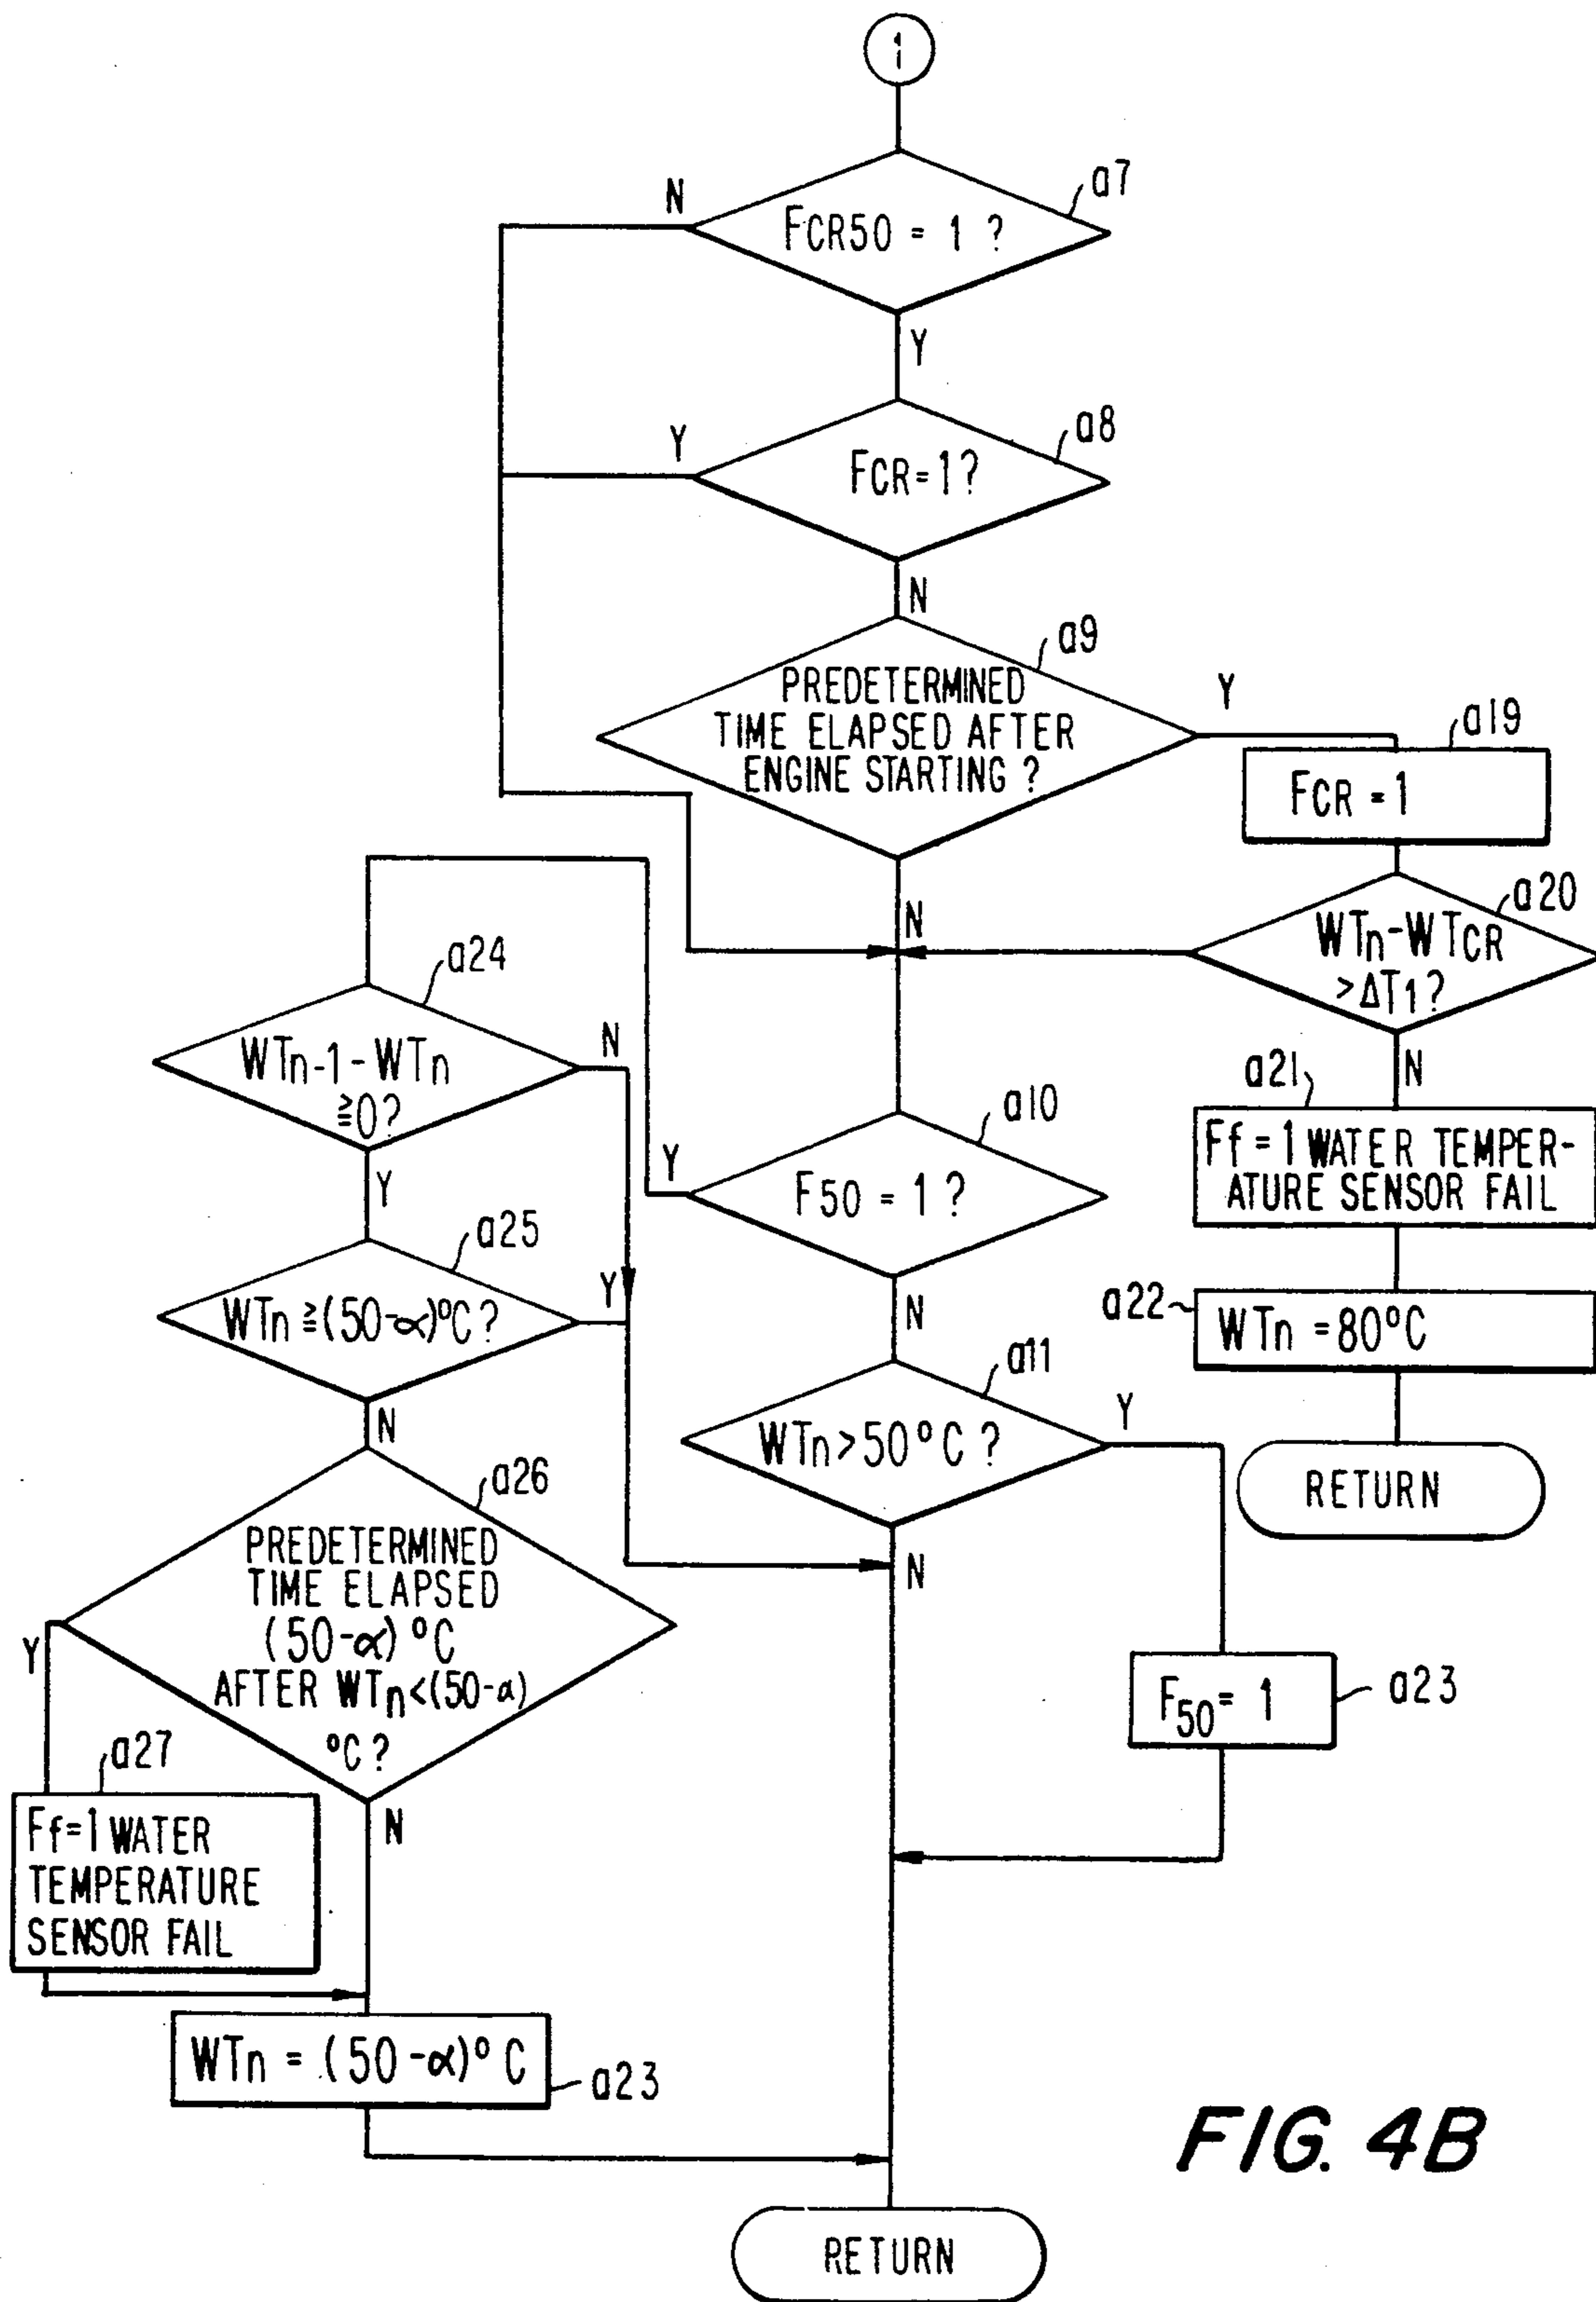 1
a7
N
FCR50 = 1 ?
Y
a8
Y
FCR=1?
N
a9
PREDETERMINED
TIME ELAPSED AFTER
ENGINE STARTING ?
Y
a19
FCR = 1
N
a20
WTn-WTCR
>ΔT1?
a24
WTn-1-WTn
≧0?
N
Y
a10
Y
F50 = 1 ?
N
a21
N
Ff=1 WATER TEMPER-
ATURE SENSOR FAIL
a25
WTn ≧(50-α)°C?
Y
N
a22
WTn =80°C
a11
WTn>50°C ?
Y
N
RETURN
a26
PREDETERMINED
TIME ELAPSED
(50-α) °C
AFTER WTn<(50-α)
°C?
Y
N
F50= 1
a23
a27
Ff=1 WATER
TEMPERATURE
SENSOR FAIL
WTn = (50-α)° C
a23
RETURN
FIG. 4B